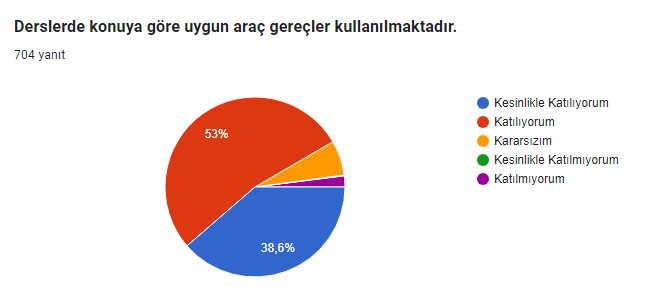 Derslerde konuya göre uygun araç gereçler kullanılmaktadır.
704 yanıt
Kesinlikle Katılıyorum
Katılıyorum
Kararsızım
Kesinlikle Katılmıyorum
Katılmıyorum
53%
38,6%